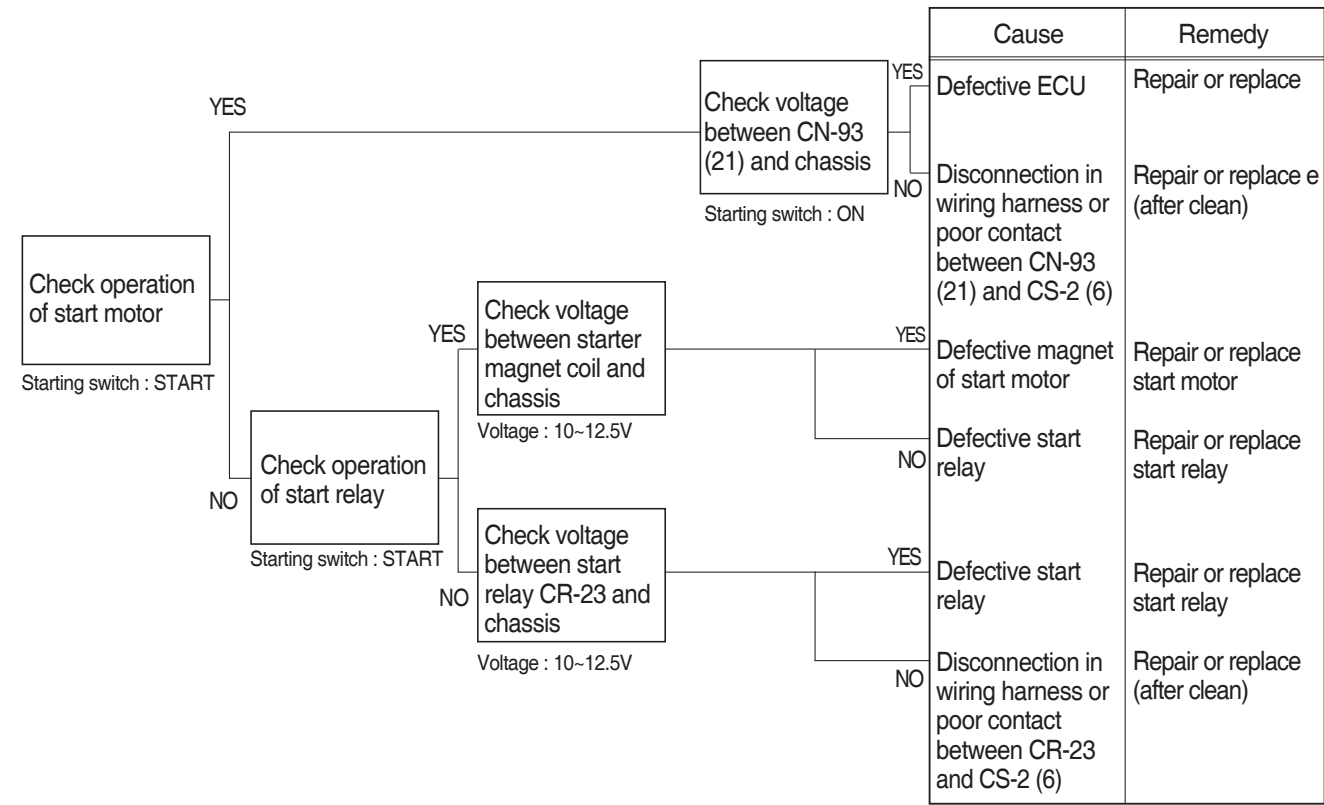 Cause
Remedy
YES
Defective ECU
Repair or replace
Check voltage
between CN-93
(21) and chassis
Starting switch : ON
NO
Disconnection in
wiring harness or
poor contact
between CN-93
(21) and CS-2 (6)
Repair or replace e
(after clean)
YES
Check operation
of start motor
Starting switch : START
YES
Check voltage
between starter
magnet coil and
chassis
Voltage : 10~12.5V
YES
Defective magnet
of start motor
Repair or replace
start motor
NO
Defective start
relay
Repair or replace
start relay
NO
Check operation
of start relay
Starting switch : START
NO
Check voltage
between start
relay CR-23 and
chassis
Voltage : 10~12.5V
YES
Defective start
relay
Repair or replace
start relay
NO
Disconnection in
wiring harness or
poor contact
between CR-23
and CS-2 (6)
Repair or replace
(after clean)